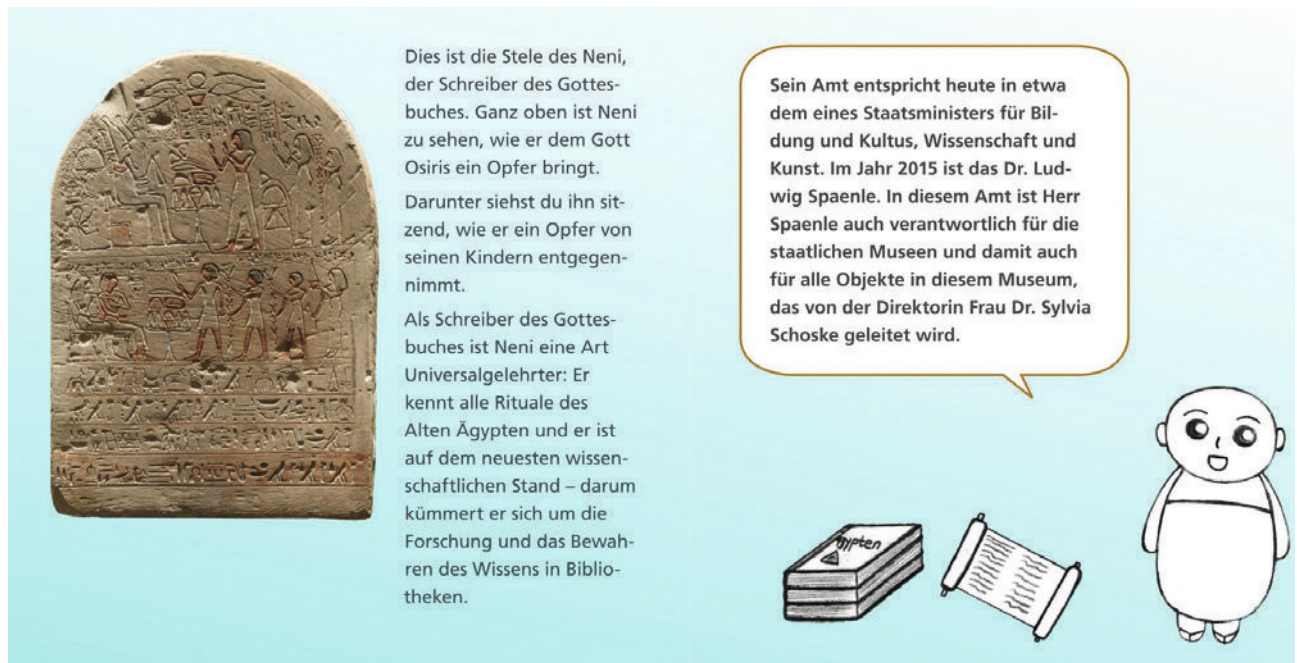 Dies ist die Stele des Neni,
der Schreiber des Gottes-
buches. Ganz oben ist Neni
zu sehen, wie er dem Gott
Osiris ein Opfer bringt.
Darunter siehst du ihn sit-
zend, wie er ein Opfer von
seinen Kindern entgegen-
nimmt.
Als Schreiber des Gottes-
buches ist Neni eine Art
Universalgelehrter: Er
kennt alle Rituale des
Alten Ägypten und er ist
auf dem neuesten wissen-
schaftlichen Stand – darum
kümmert er sich um die
Forschung und das Bewah-
ren des Wissens in Biblio-
theken.
Sein Amt entspricht heute in etwa
dem eines Staatsministers für Bil-
dung und Kultus, Wissenschaft und
Kunst. Im Jahr 2015 ist das Dr. Lud-
wig Spaenle. In diesem Amt ist Herr
Spaenle auch verantwortlich für die
staatlichen Museen und damit auch
für alle Objekte in diesem Museum,
das von der Direktorin Frau Dr. Sylvia
Schoske geleitet wird.